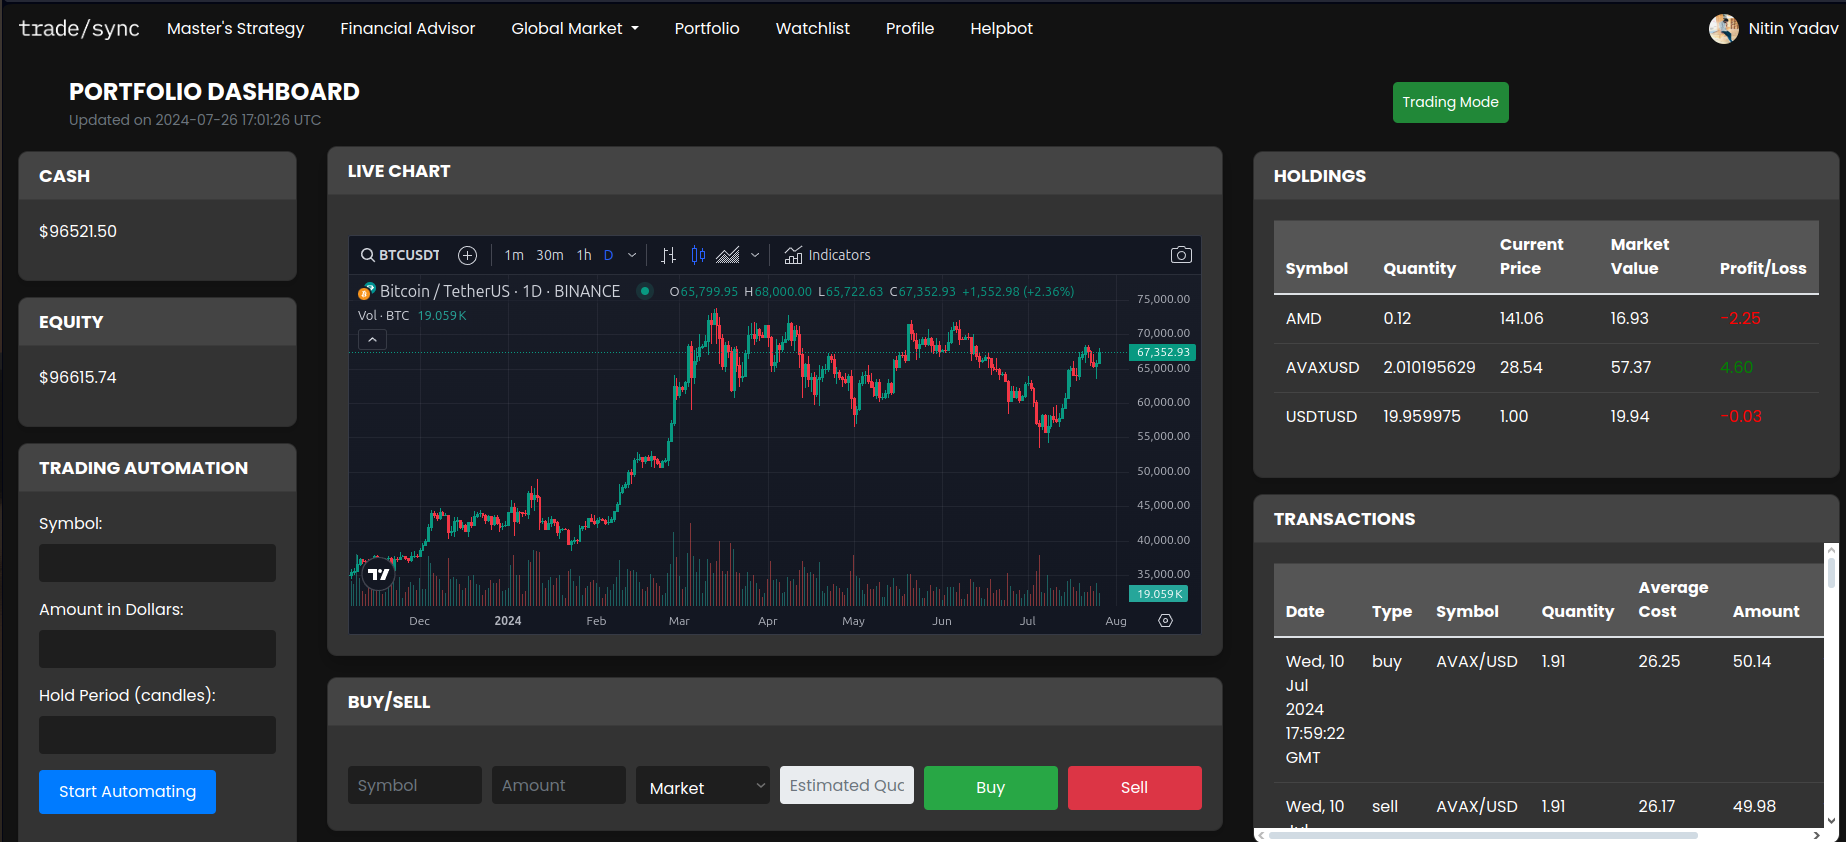 trade/sync Master's Strategy Financial Advisor Global Market Portfolio Watchlist Profile Helpbot Nitin Yadav
PORTFOLIO DASHBOARD
Updated on 2024-07-26 17:01:26 UTC
Trading Mode
CASH
$96521.50
EQUITY
$96615.74
TRADING AUTOMATION
Symbol:
Amount in Dollars:
Hold Period (candles):
Start Automating
LIVE CHART
BTCUSDT 1m 30m 1h D Indicators
Bitcoin / TetherUS · 1D · BINANCE O65,799.95 H68,000.00 L65,722.63 C67,352.93 +1,552.98 (+2.36%)
Vol · BTC 19.059K
75,000.00
70,000.00
67,352.93
65,000.00
60,000.00
55,000.00
50,000.00
45,000.00
40,000.00
35,000.00
19.059K
Dec 2024 Feb Mar Apr May Jun Jul Aug
BUY/SELL
Symbol Amount Market Estimated Quo Buy Sell
HOLDINGS
Symbol Quantity Current Price Market Value Profit/Loss
AMD 0.12 141.06 16.93 -2.25
AVAXUSD 2.010195629 28.54 57.37 4.60
USDTUSD 19.959975 1.00 19.94 -0.03
TRANSACTIONS
Date Type Symbol Quantity Average Cost Amount
Wed, 10 buy AVAX/USD 1.91 26.25 50.14
Jul
2024
17:59:22
GMT
Wed, 10 sell AVAX/USD 1.91 26.17 49.98